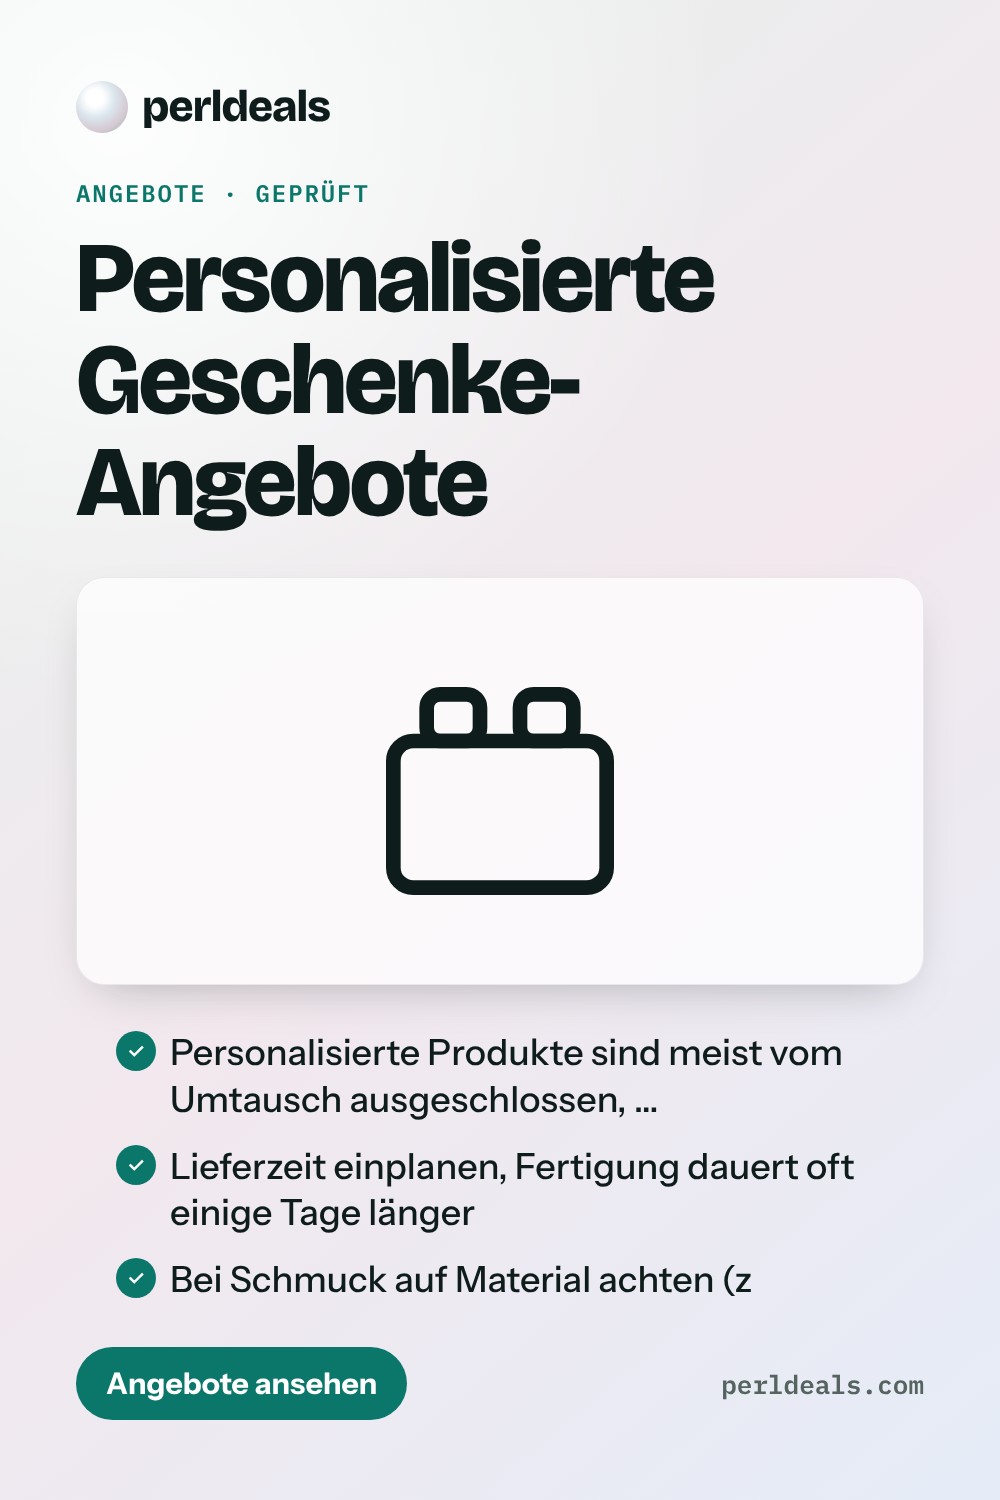 perldeals
ANGEBOTE · GEPRÜFT
Personalisierte
Geschenke-
Angebote
Personalisierte Produkte sind meist vom
Umtausch ausgeschlossen, ...
Lieferzeit einplanen, Fertigung dauert oft
einige Tage länger
Bei Schmuck auf Material achten (z
Angebote ansehen
perldeals.com